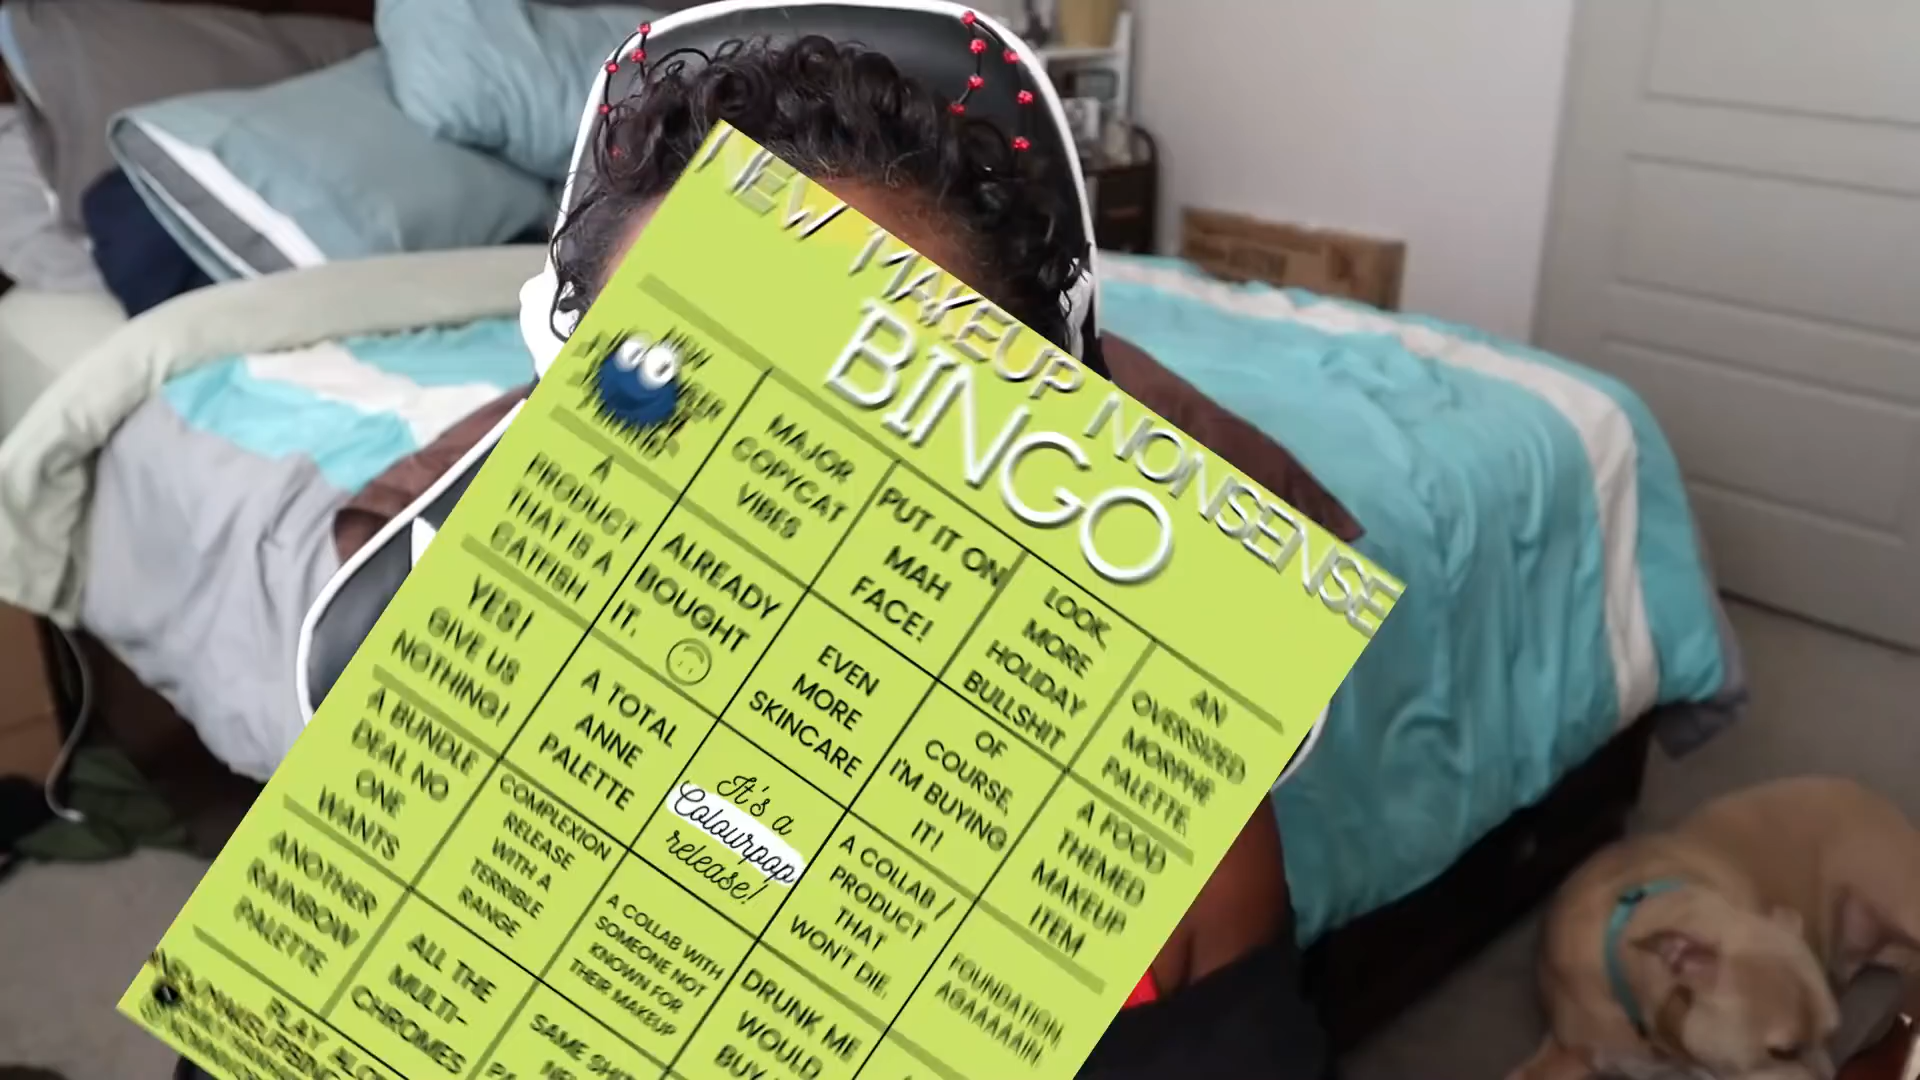 NEW MAKEUP NONSENSE
BINGO
MAJOR
COPYCAT
VIBES
PUT IT ON
MAH
FACE!
LOOK,
MORE
HOLIDAY
BULLSHIT
AN
OVERSIZED
MORPHE
PALETTE.
A
PRODUCT
THAT IS A
CATFISH
ALREADY
BOUGHT
IT.
EVEN
MORE
SKINCARE
OF
COURSE,
I'M BUYING
IT!
A FOOD
THEMED
MAKEUP
ITEM
YES!
GIVE US
NOTHING!
A TOTAL
ANNE
PALETTE
It's a
Colourpop
release!
A COLLAB /
PRODUCT
THAT
WON'T DIE.
FOUNDATION,
AGAAAAAIN.
A BUNDLE
DEAL NO
ONE
WANTS
COMPLEXION
RELEASE
WITH A
TERRIBLE
RANGE
A COLLAB WITH
SOMEONE NOT
KNOWN FOR
THEIR MAKEUP
DRUNK ME
WOULD
BUY
ANOTHER
RAINBOW
PALETTE
ALL THE
MULTI-
CHROMES
SAME
PLAY